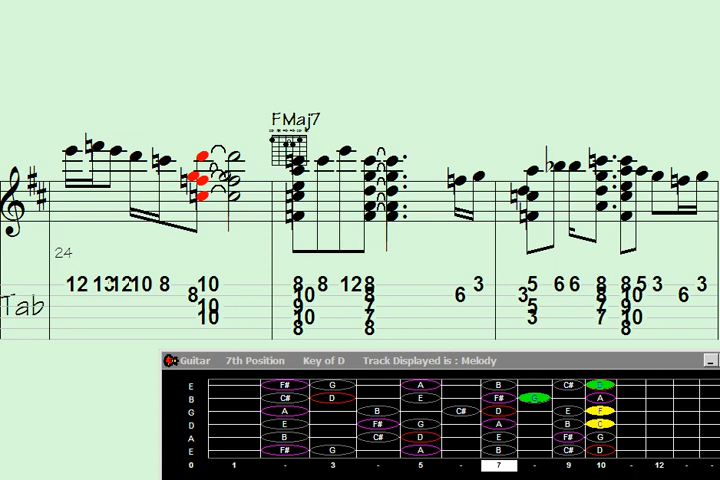 FMaj7
24
12 13 12 10 8 10 8 8 12 8 6 3 5 6 6 8 8 5 3 3
8 10 8 3 8 9 6
10 9 7 5 9 9
Tab 10 10 7 3 7 10
8 8 8
Guitar 7th Position Key of D Track Displayed is : Melody
E F# G A B C# D
B C# D E F# G A
G A B C# D E F
D E F# G A B C
A B C# D E F# G
E F# G A B C# D
0 1 - 3 - 5 - 7 - 9 10 - 12 -